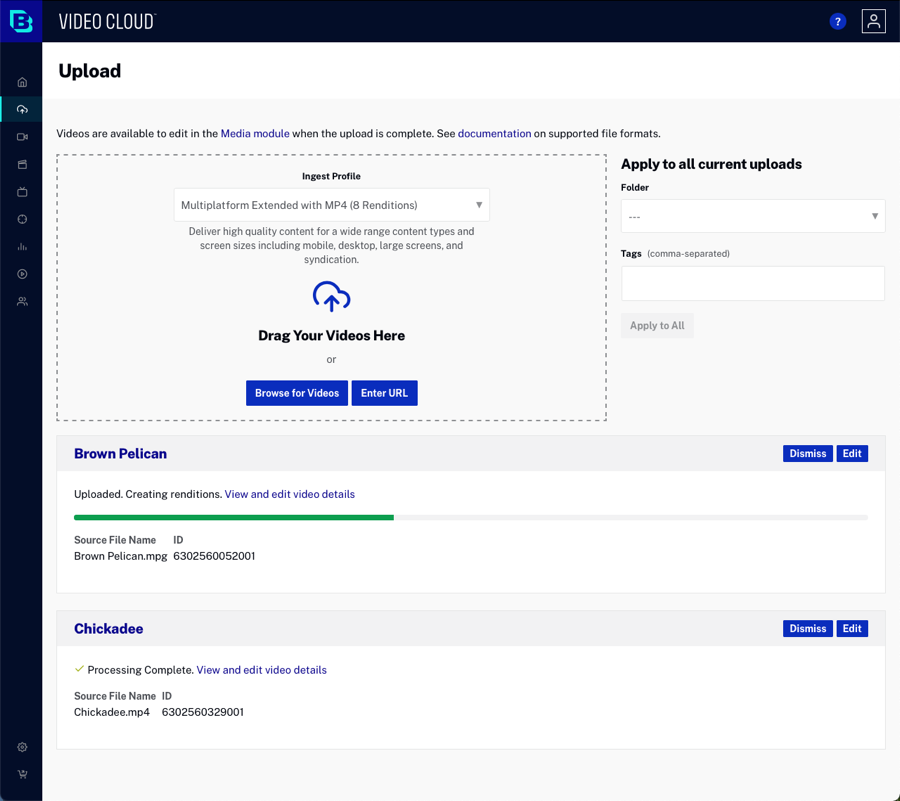 VIDEO CLOUD
?
Upload
Videos are available to edit in the Media module when the upload is complete. See documentation on supported file formats.
Ingest Profile
Multiplatform Extended with MP4 (8 Renditions)
Deliver high quality content for a wide range content types and
screen sizes including mobile, desktop, large screens, and
syndication.
Drag Your Videos Here
or
Browse for Videos Enter URL
Apply to all current uploads
Folder
---
Tags (comma-separated)
Apply to All
Brown Pelican Dismiss Edit
Uploaded. Creating renditions. View and edit video details
Source File Name ID
Brown Pelican.mpg 6302560052001
Chickadee Dismiss Edit
Processing Complete. View and edit video details
Source File Name ID
Chickadee.mp4 6302560329001